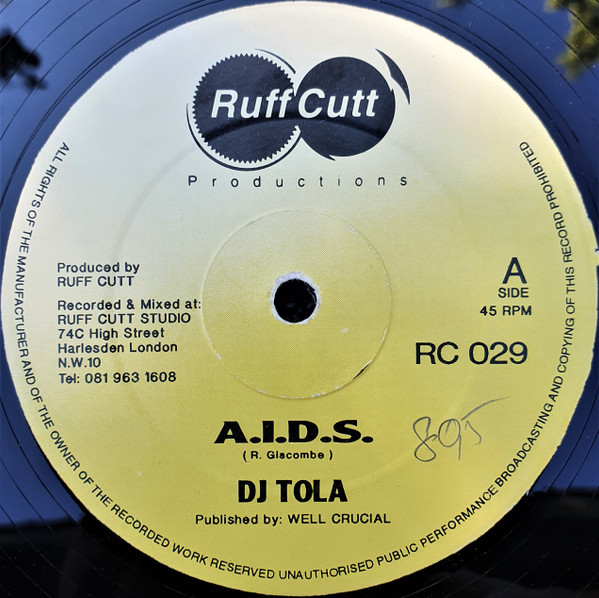 Ruff Cutt
Productions
ALL RIGHTS OF THE MANUFACTURER AND OF THE OWNER OF THE RECORDED WORK RESERVED UNAUTHORISED PUBLIC PERFORMANCE BROADCASTING AND COPYING OF THIS RECORD PROHIBITED
Produced by
RUFF CUTT
Recorded & Mixed at:
RUFF CUTT STUDIO
74C High Street
Harlesden London
N.W.10
Tel: 081 963 1608
A
SIDE
45 RPM
RC 029
A.I.D.S.
( R. Glacombe )
895
DJ TOLA
Published by: WELL CRUCIAL